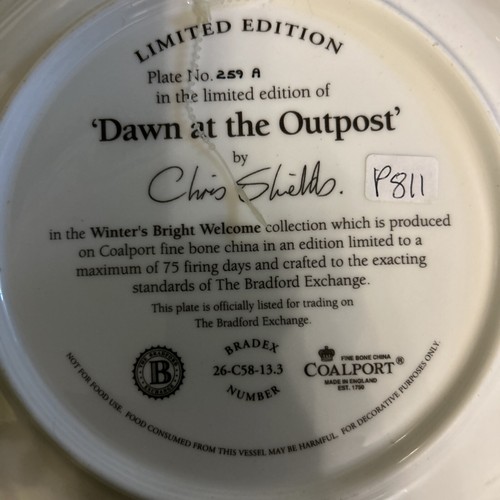 LIMITED EDITION
Plate No. 259 A
in the limited edition of
'Dawn at the Outpost'
by
Chris Shields.
P811
in the Winter's Bright Welcome collection which is produced
on Coalport fine bone china in an edition limited to a
maximum of 75 firing days and crafted to the exacting
standards of The Bradford Exchange.
This plate is officially listed for trading on
The Bradford Exchange.
B
BRADEX
26-C58-13.3
NUMBER
FINE BONE CHINA
COALPORT®
MADE IN ENGLAND
EST. 1750
NOT FOR FOOD USE. FOOD CONSUMED FROM THIS VESSEL MAY BE HARMFUL. FOR DECORATIVE PURPOSES ONLY.